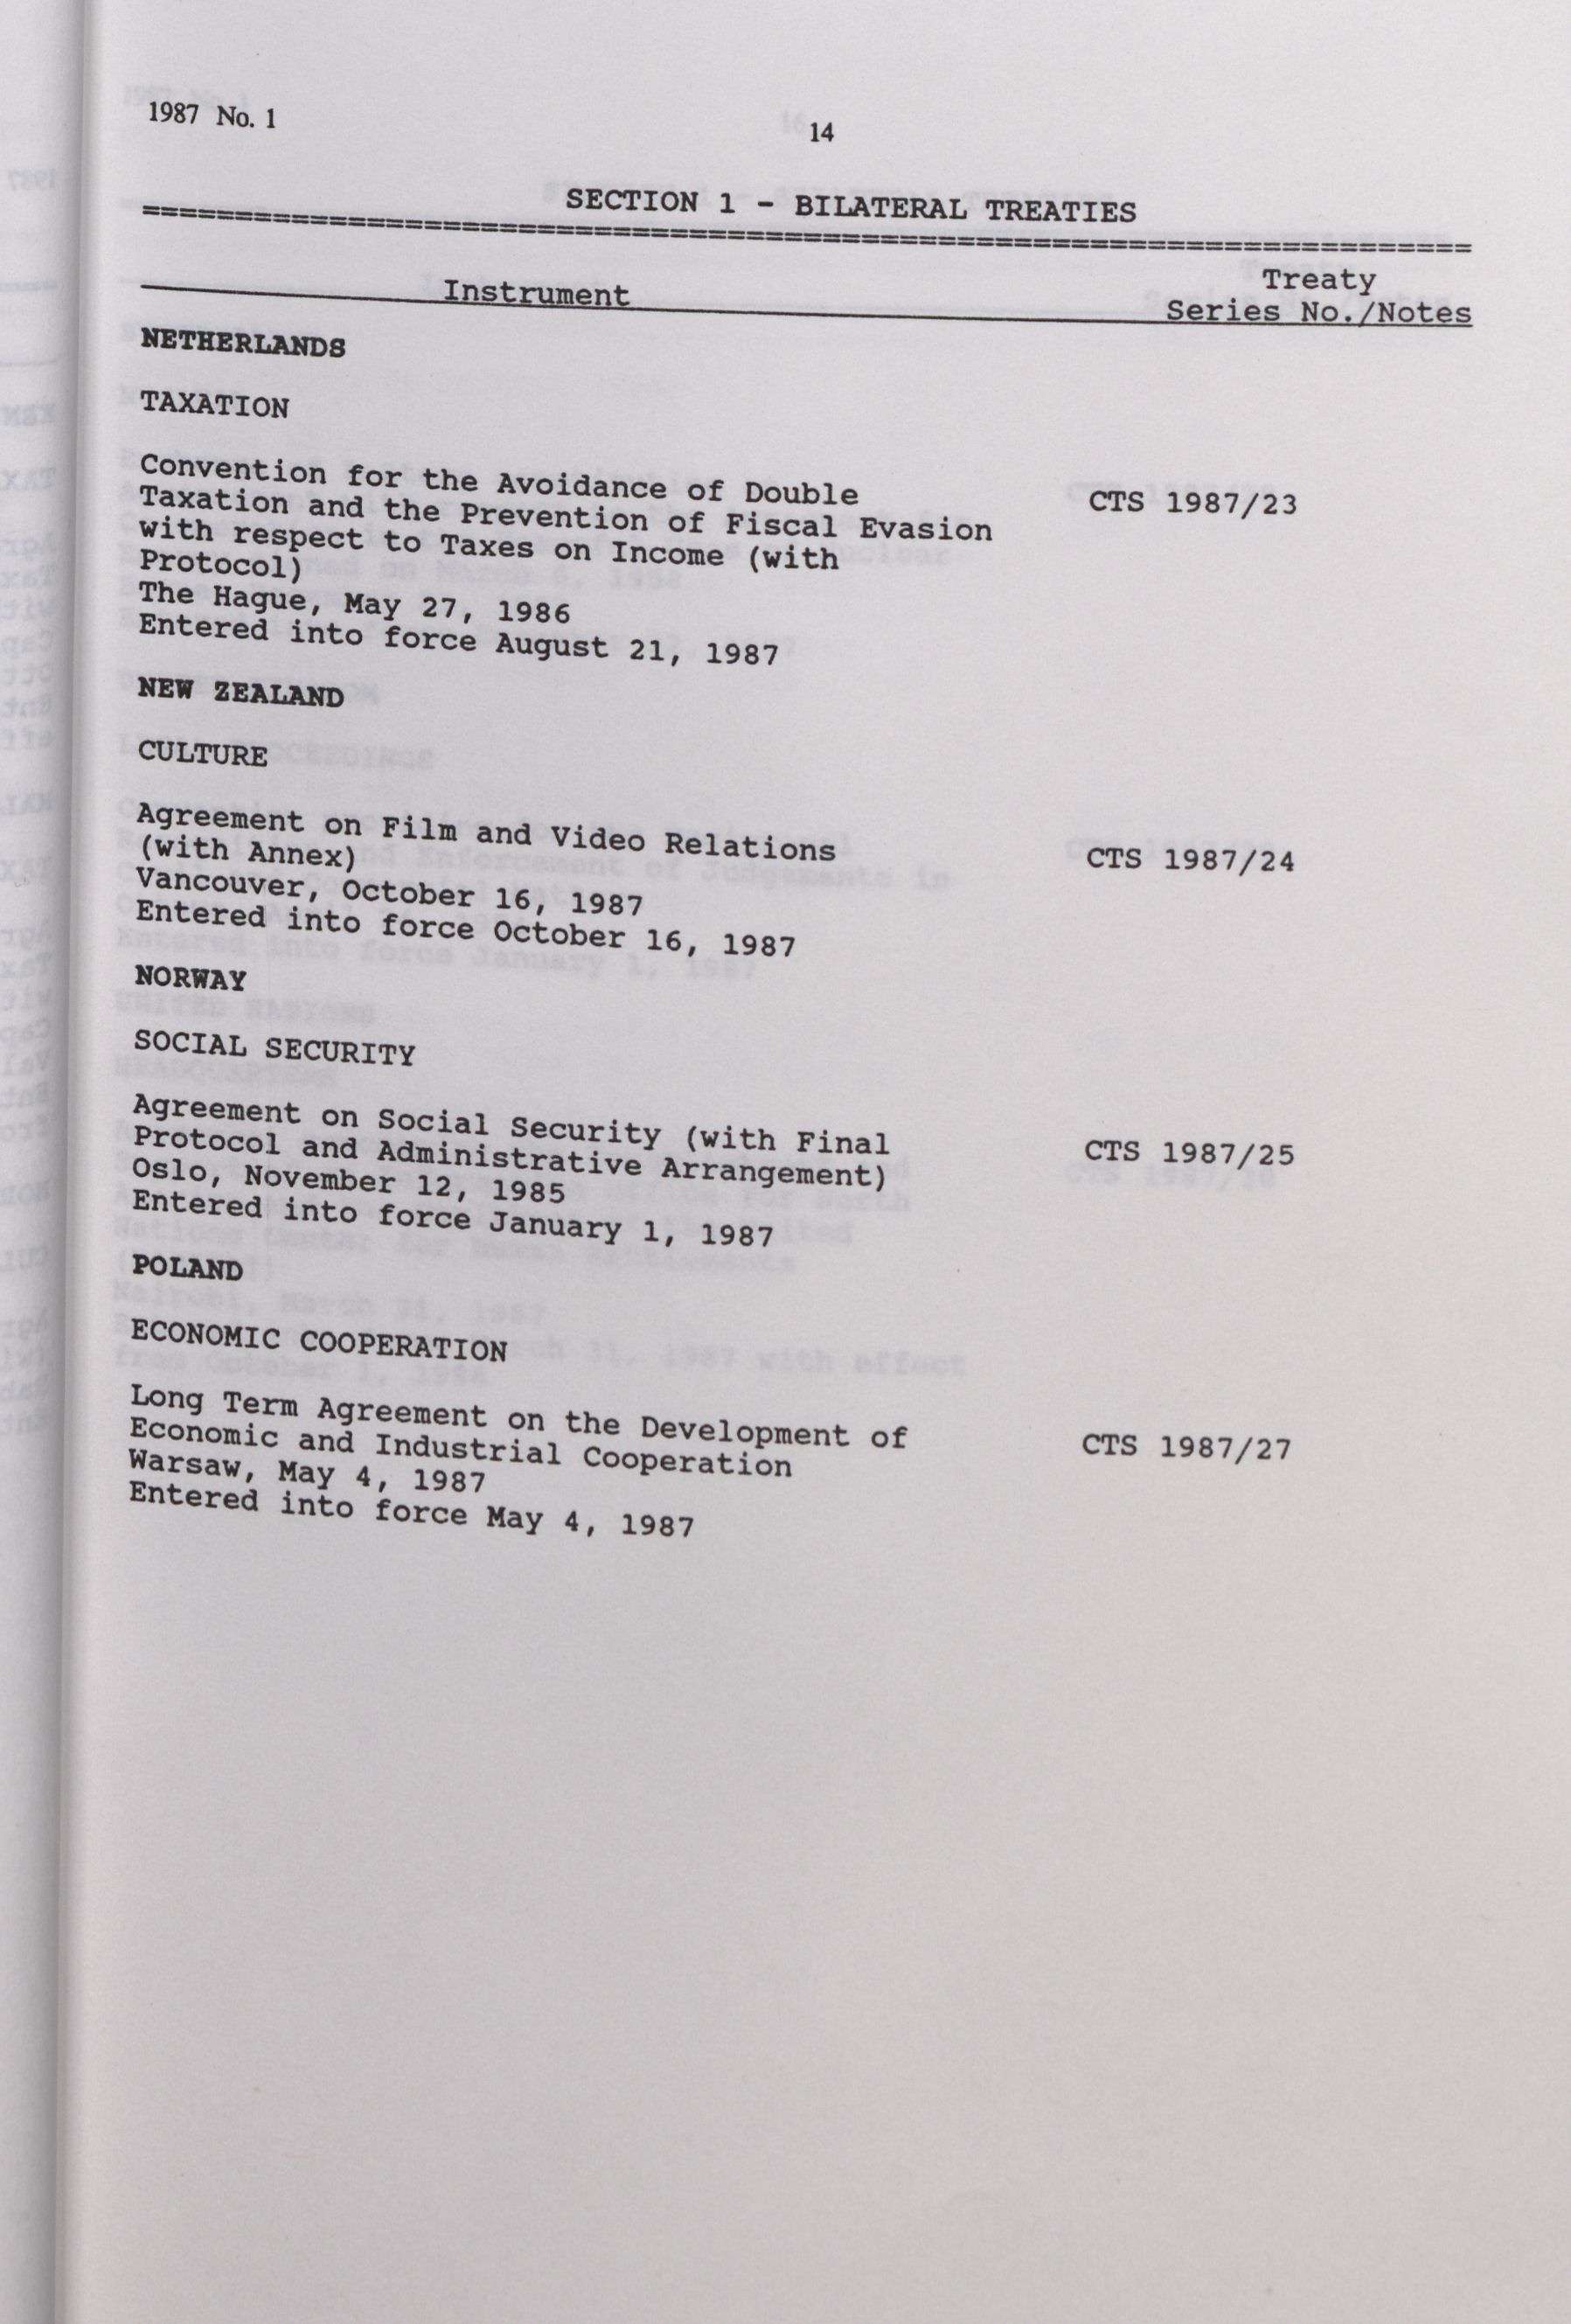 1987 No. 1
14
SECTION 1 - BILATERAL TREATIES
========================================================================
Instrument
Treaty
Series No./Notes
NETHERLANDS
TAXATION
Convention for the Avoidance of Double
Taxation and the Prevention of Fiscal Evasion
with respect to Taxes on Income (with
Protocol)
The Hague, May 27, 1986
Entered into force August 21, 1987
CTS 1987/23
NEW ZEALAND
CULTURE
Agreement on Film and Video Relations
(with Annex)
Vancouver, October 16, 1987
Entered into force October 16, 1987
CTS 1987/24
NORWAY
SOCIAL SECURITY
Agreement on Social Security (with Final
Protocol and Administrative Arrangement)
Oslo, November 12, 1985
Entered into force January 1, 1987
CTS 1987/25
POLAND
ECONOMIC COOPERATION
Long Term Agreement on the Development of
Economic and Industrial Cooperation
Warsaw, May 4, 1987
Entered into force May 4, 1987
CTS 1987/27